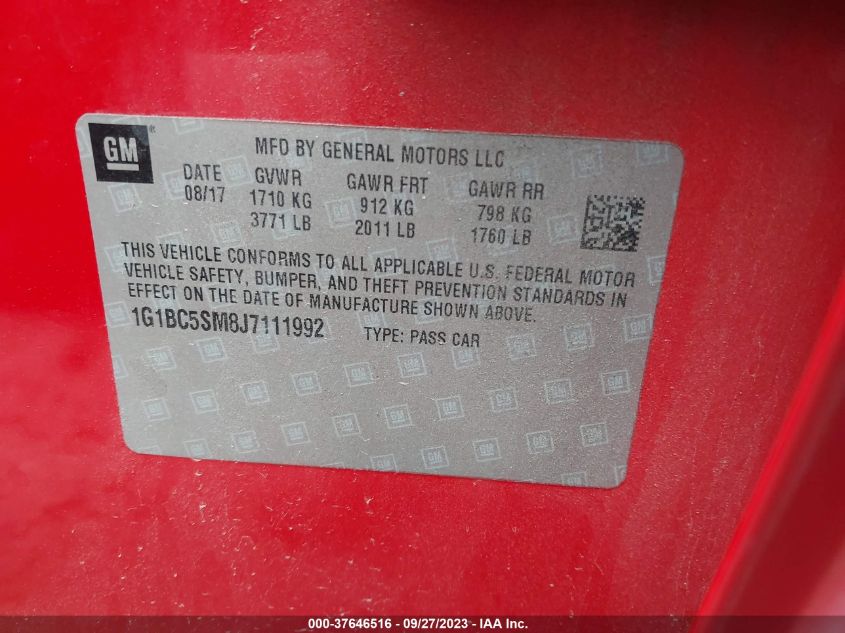 GM ®
MFD BY GENERAL MOTORS LLC
DATE GVWR GAWR FRT GAWR RR
08/17 1710 KG 912 KG 798 KG
3771 LB 2011 LB 1760 LB
THIS VEHICLE CONFORMS TO ALL APPLICABLE U.S. FEDERAL MOTOR
VEHICLE SAFETY, BUMPER, AND THEFT PREVENTION STANDARDS IN
EFFECT ON THE DATE OF MANUFACTURE SHOWN ABOVE.
1G1BC5SM8J7111992 TYPE: PASS CAR
000-37646516 - 09/27/2023 - IAA Inc.